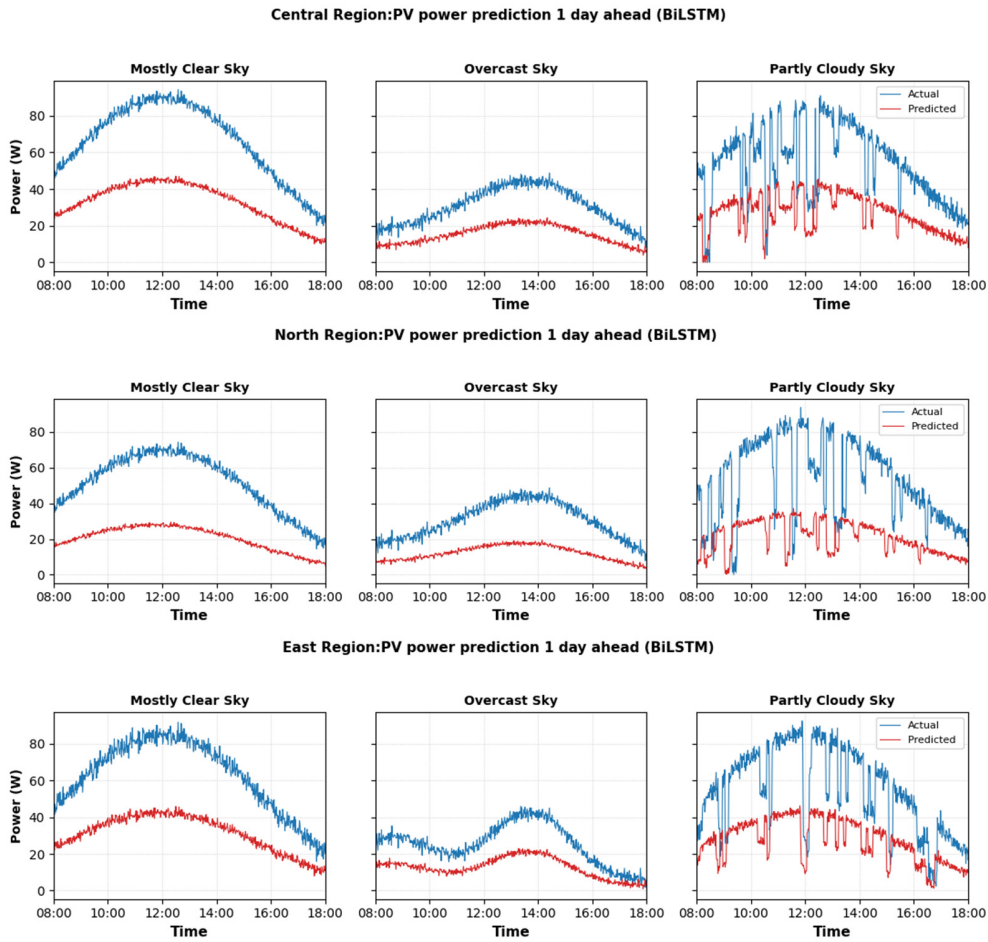 Central Region:PV power prediction 1 day ahead (BiLSTM)
Mostly Clear Sky
Overcast Sky
Partly Cloudy Sky
Power (W)
80
60
40
20
0
Actual
Predicted
08:00 10:00 12:00 14:00 16:00 18:00
08:00 10:00 12:00 14:00 16:00 18:00
08:00 10:00 12:00 14:00 16:00 18:00
Time
Time
Time
North Region:PV power prediction 1 day ahead (BiLSTM)
Mostly Clear Sky
Overcast Sky
Partly Cloudy Sky
Power (W)
80
60
40
20
0
Actual
Predicted
08:00 10:00 12:00 14:00 16:00 18:00
08:00 10:00 12:00 14:00 16:00 18:00
08:00 10:00 12:00 14:00 16:00 18:00
Time
Time
Time
East Region:PV power prediction 1 day ahead (BiLSTM)
Mostly Clear Sky
Overcast Sky
Partly Cloudy Sky
Power (W)
80
60
40
20
0
Actual
Predicted
08:00 10:00 12:00 14:00 16:00 18:00
08:00 10:00 12:00 14:00 16:00 18:00
08:00 10:00 12:00 14:00 16:00 18:00
Time
Time
Time